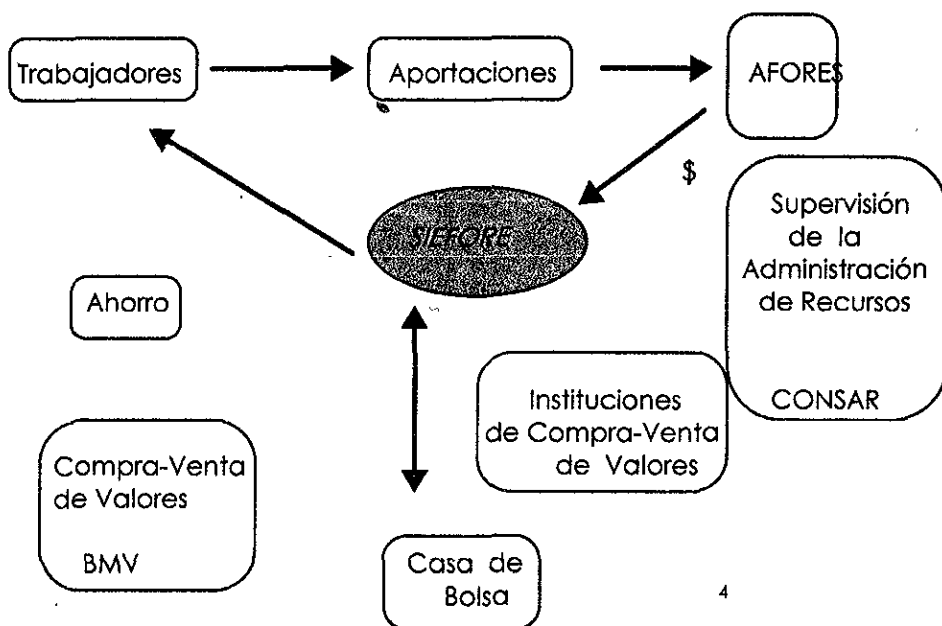 Trabajadores
Aportaciones
AFORES
$
SIEFORE
Supervisión
de la
Administración
de Recursos
CONSAR
Ahorro
Instituciones
de Compra-Venta
de Valores
Compra-Venta
de Valores
BMV
Casa de
Bolsa
4